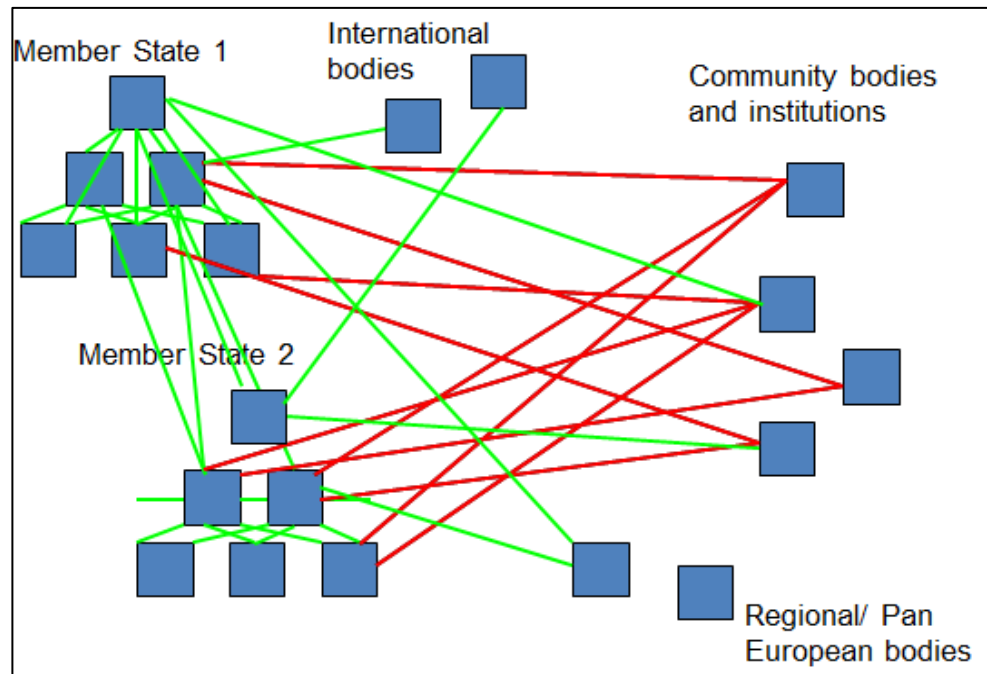 Member State 1
International
bodies
Community bodies
and institutions
Member State 2
Regional/ Pan
European bodies